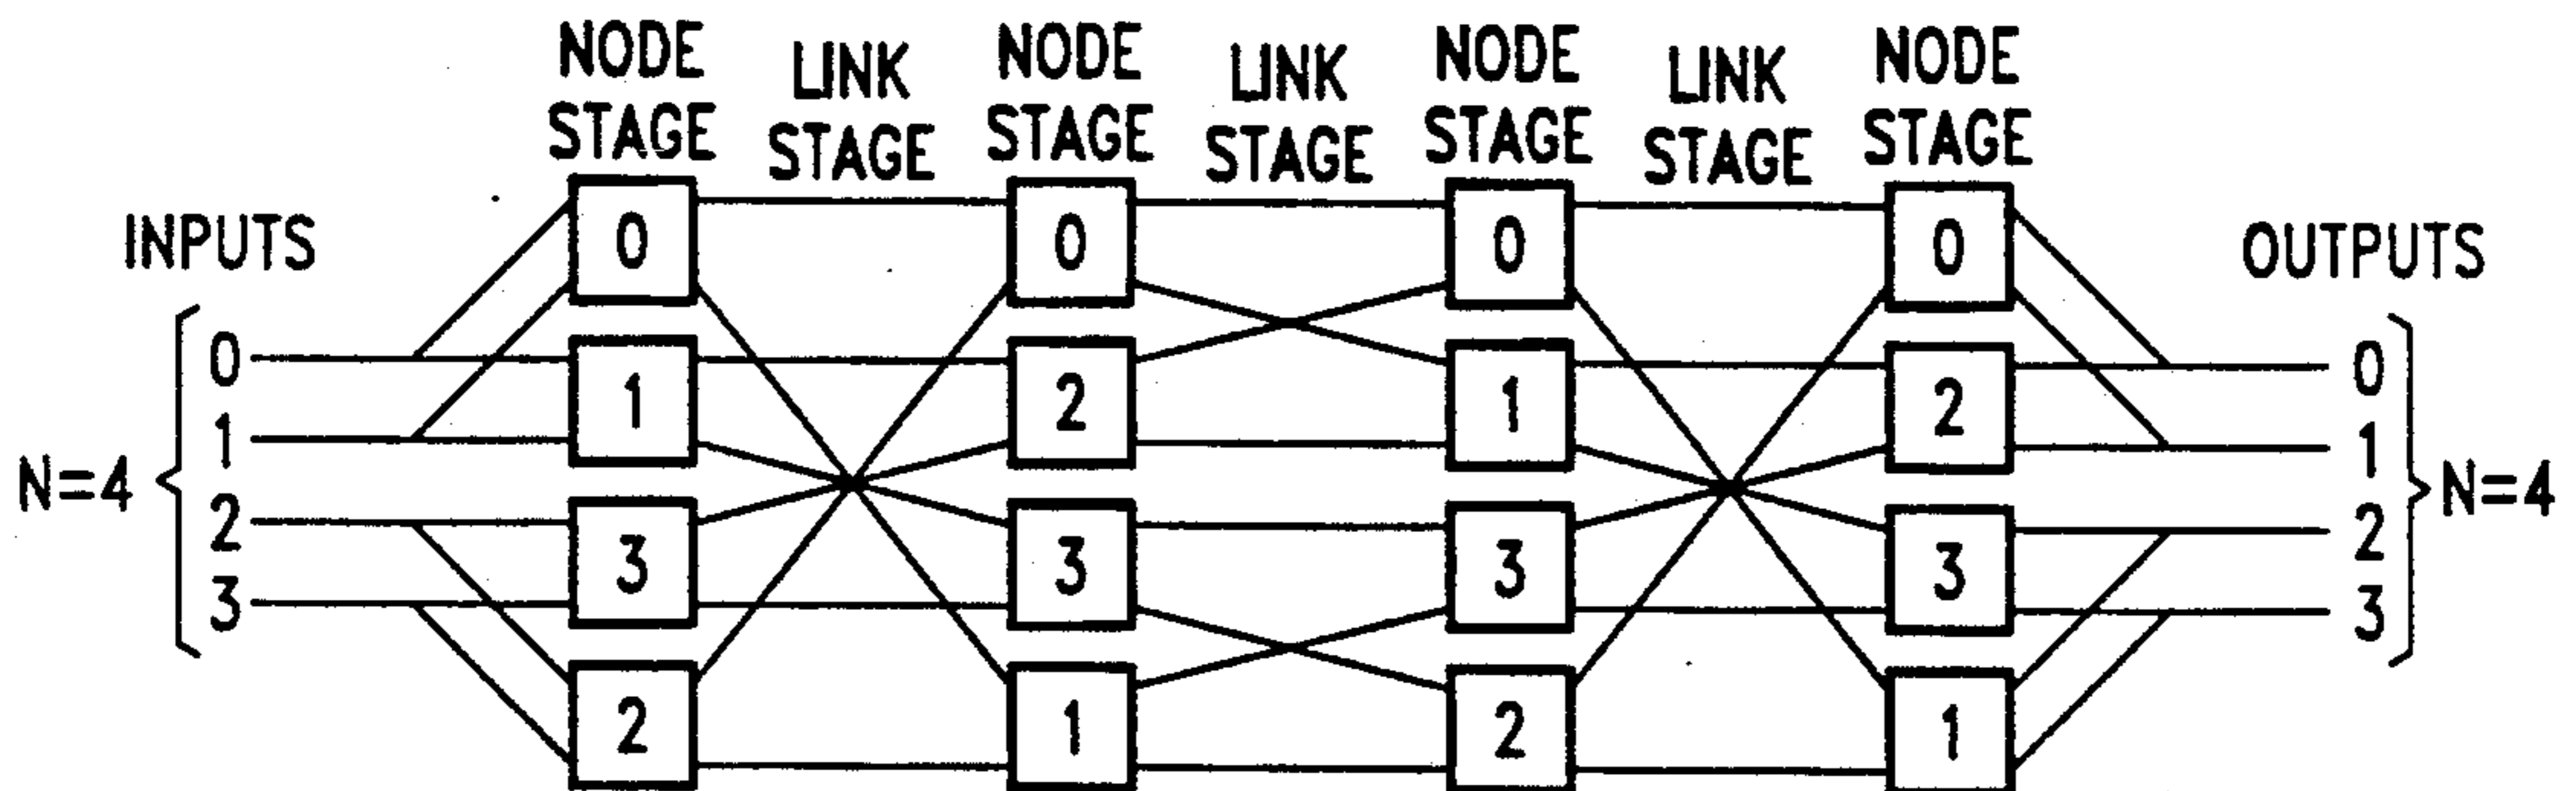 NODE STAGE
LINK STAGE
NODE STAGE
LINK STAGE
NODE STAGE
LINK STAGE
NODE STAGE
INPUTS
OUTPUTS
0 0 0 0
0 0
1 2 1 2
1 1
N=4 N=4
2 2
3 3 3 3
3 3
2 1 2 1